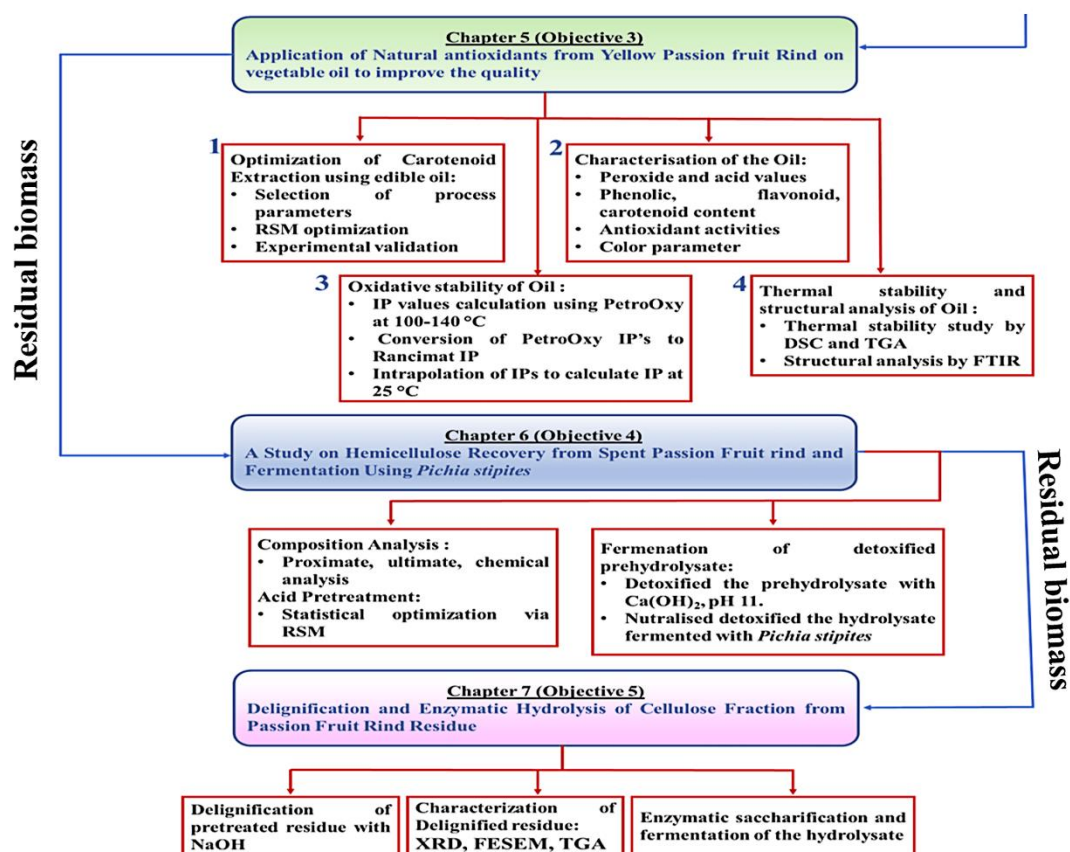 Chapter 5 (Objective 3)
Application of Natural antioxidants from Yellow Passion fruit Rind on
vegetable oil to improve the quality
Residual biomass
1
Optimization of Carotenoid
Extraction using edible oil:
• Selection of process
parameters
• RSM optimization
• Experimental validation
2
Characterisation of the Oil:
• Peroxide and acid values
• Phenolic, flavonoid,
carotenoid content
• Antioxidant activities
• Color parameter
3
Oxidative stability of Oil :
• IP values calculation using PetroOxy
at 100-140 °C
• Conversion of PetroOxy IP's to
Rancimat IP
• Intrapolation of IPs to calculate IP at
25 °C
4
Thermal stability and
structural analysis of Oil :
• Thermal stability study by
DSC and TGA
• Structural analysis by FTIR
Chapter 6 (Objective 4)
A Study on Hemicellulose Recovery from Spent Passion Fruit rind and
Fermentation Using Pichia stipites
Residual biomass
Composition Analysis :
• Proximate, ultimate, chemical
analysis
Acid Pretreatment:
• Statistical optimization via
RSM
Fermenation of detoxified
prehydrolysate:
• Detoxified the prehydrolysate with
Ca(OH)₂, pH 11.
• Nutralised detoxified the hydrolysate
fermented with Pichia stipites
Chapter 7 (Objective 5)
Delignification and Enzymatic Hydrolysis of Cellulose Fraction from
Passion Fruit Rind Residue
Delignification of
pretreated residue with
NaOH
Characterization of
Delignified residue:
XRD, FESEM, TGA
Enzymatic saccharification and
fermentation of the hydrolysate